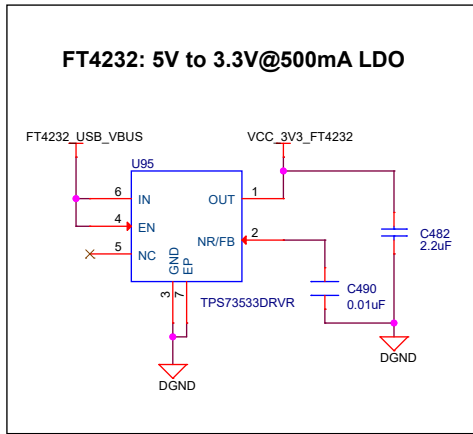 FT4232: 5V to 3.3V@500mA LDO
FT4232_USB_VBUS
VCC_3V3_FT4232
U95
6
IN
OUT
1
4
EN
5
NC
NR/FB
2
GND
EP
3
7
TPS73533DRVR
C482
2.2uF
C490
0.01uF
DGND
DGND